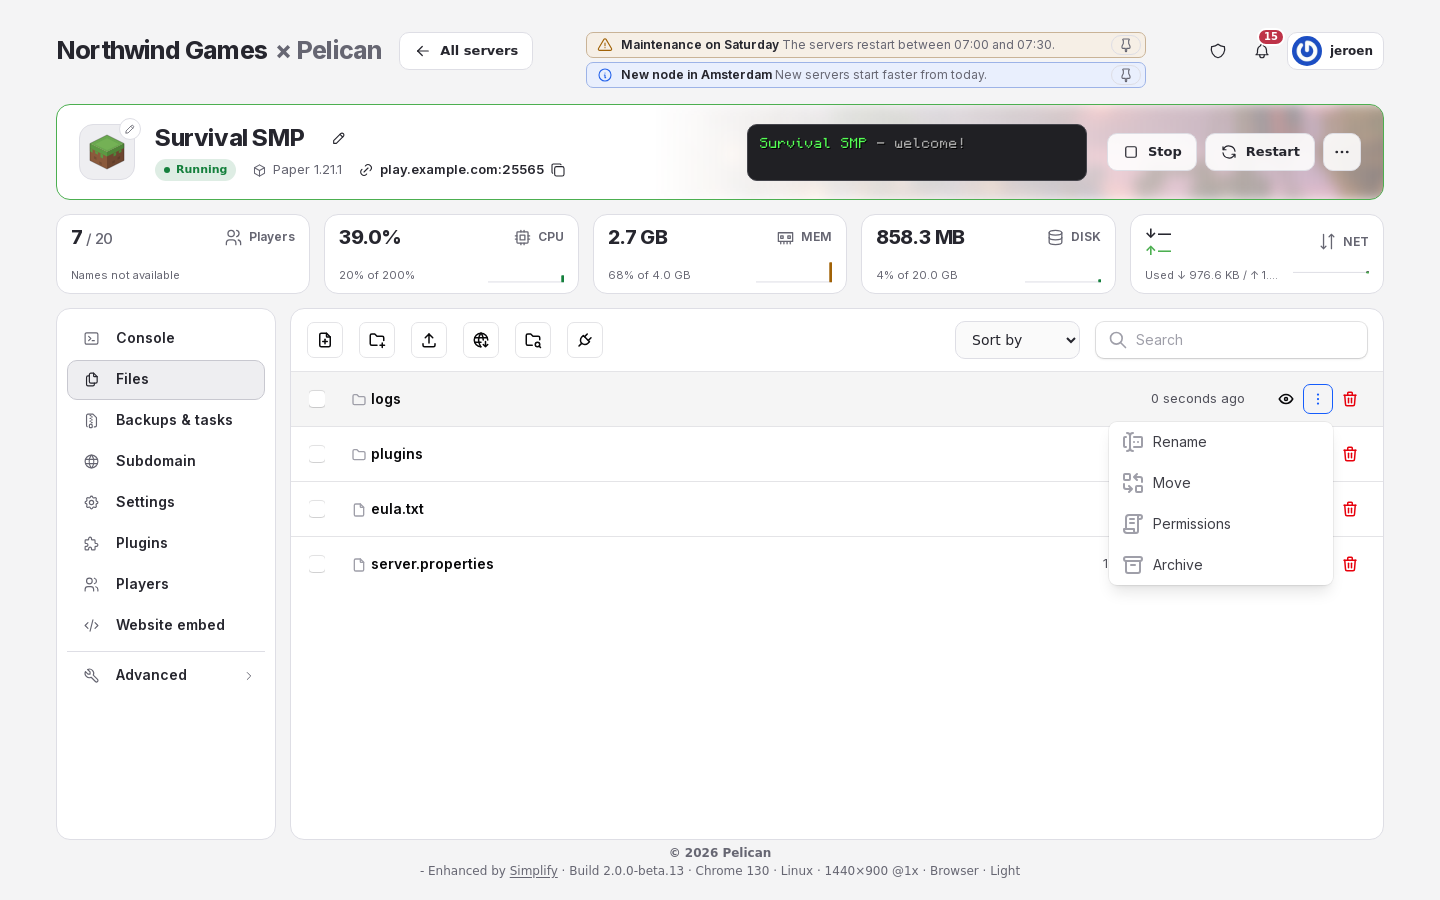 Northwind Games × Pelican
All servers
Maintenance on Saturday The servers restart between 07:00 and 07:30.
New node in Amsterdam New servers start faster from today.
15
jeroen
Survival SMP
Running
Paper 1.21.1
play.example.com:25565
Survival SMP – welcome!
Stop
Restart
7 / 20
Players
Names not available
39.0%
CPU
20% of 200%
2.7 GB
MEM
68% of 4.0 GB
858.3 MB
DISK
4% of 20.0 GB
↓—
↑—
NET
Used ↓ 976.6 KB / ↑ 1....
Console
Files
Backups & tasks
Subdomain
Settings
Plugins
Players
Website embed
Advanced
Sort by
Search
logs
0 seconds ago
plugins
eula.txt
server.properties
1
Rename
Move
Permissions
Archive
© 2026 Pelican
- Enhanced by Simplify · Build 2.0.0-beta.13 · Chrome 130 · Linux · 1440×900 @1x · Browser · Light